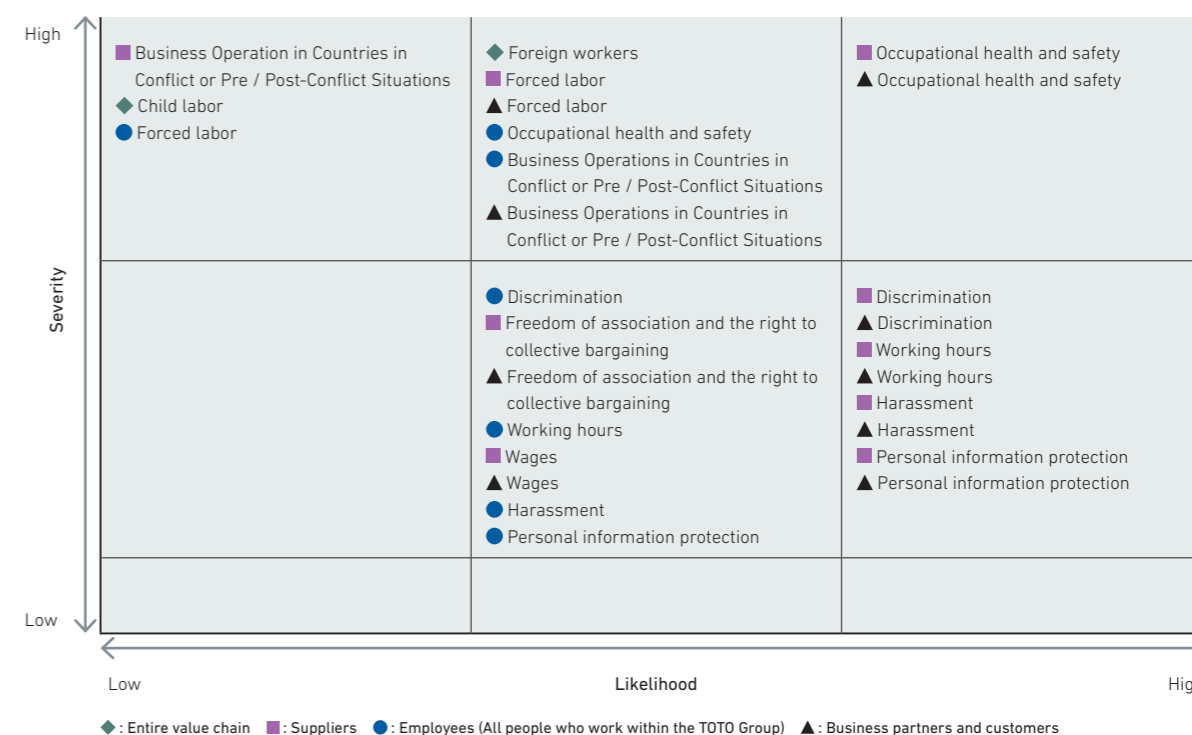 High
Business Operation in Countries in
Conflict or Pre / Post-Conflict Situations
Child labor
Forced labor
Foreign workers
Forced labor
Forced labor
Occupational health and safety
Business Operations in Countries in
Conflict or Pre / Post-Conflict Situations
Business Operations in Countries in
Conflict or Pre / Post-Conflict Situations
Occupational health and safety
Occupational health and safety
Severity
Discrimination
Freedom of association and the right to
collective bargaining
Freedom of association and the right to
collective bargaining
Working hours
Wages
Wages
Harassment
Personal information protection
Discrimination
Discrimination
Working hours
Working hours
Harassment
Harassment
Personal information protection
Personal information protection
Low
Low Likelihood Hig
◆ : Entire value chain ■ : Suppliers ● : Employees (All people who work within the TOTO Group) ▲ : Business partners and customers